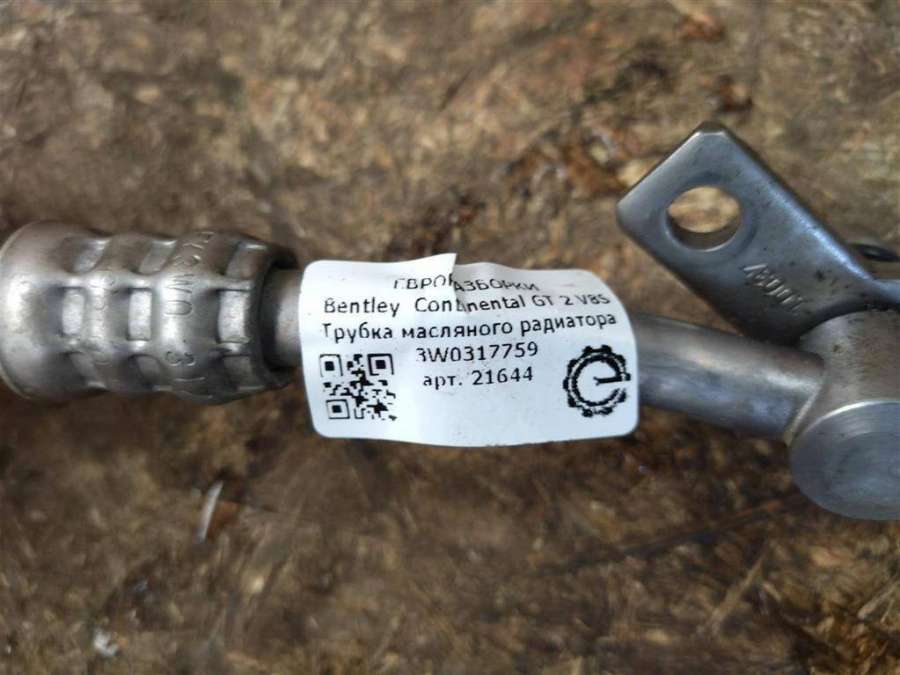 ЕВРОРАЗБОРКИ
Bentley Continental GT 2 V8S
Трубка масляного радиатора
3W0317759
арт. 21644